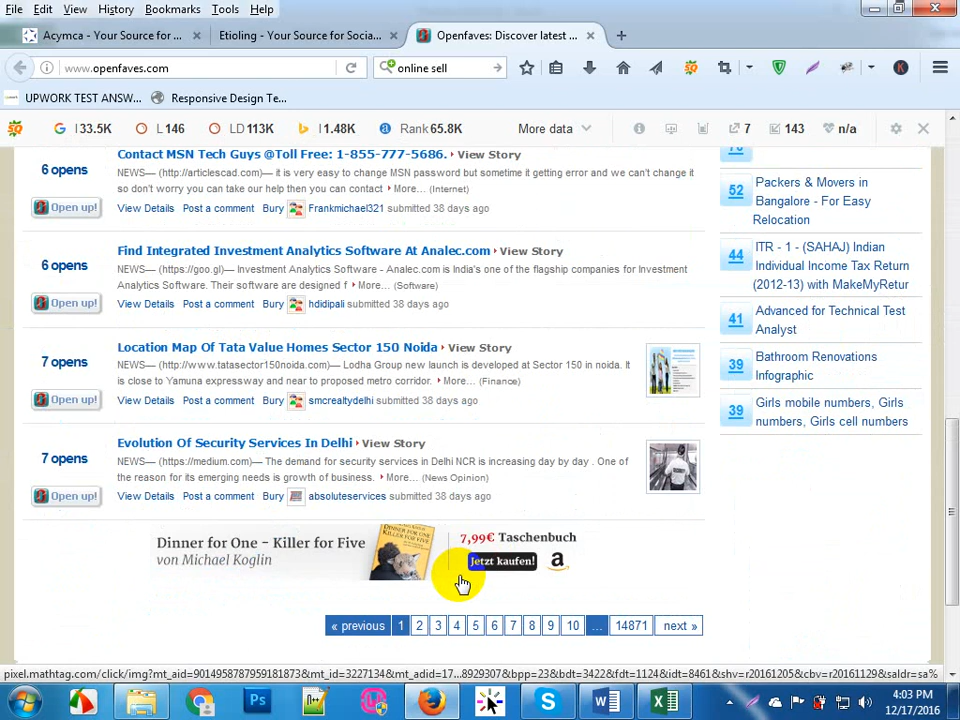 File Edit View History Bookmarks Tools Help
Acymca - Your Source for ... × Etioling - Your Source for Socia... × Openfaves: Discover latest ... × +
www.openfaves.com online sell
UPWORK TEST ANSW... Responsive Design Te...
I 33.5K L 146 LD 113K I 1.48K Rank 65.8K More data 7 143 n/a
Contact MSN Tech Guys @Toll Free: 1-855-777-5686. View Story
6 opens
NEWS— (http://articlescad.com)— it is very easy to change MSN password but sometime it getting error and we can't change it
so don't worry you can take our help then you can contact More... (Internet)
Open up!
View Details Post a comment Bury Frankmichael321 submitted 38 days ago
Find Integrated Investment Analytics Software At Analec.com View Story
6 opens
NEWS— (https://goo.gl)— Investment Analytics Software - Analec.com is India's one of the flagship companies for Investment
Analytics Software. Their software are designed f More... (Software)
Open up!
View Details Post a comment Bury hdidipali submitted 38 days ago
Location Map Of Tata Value Homes Sector 150 Noida View Story
7 opens
NEWS— (http://www.tatasector150noida.com)— Lodha Group new launch is developed at Sector 150 in noida. It
is close to Yamuna expressway and near to proposed metro corridor. More... (Finance)
Open up!
View Details Post a comment Bury smcrealtydelhi submitted 38 days ago
Evolution Of Security Services In Delhi View Story
7 opens
NEWS— (https://medium.com)— The demand for security services in Delhi NCR is increasing day by day . One of
the reason for its emerging needs is growth of business. More... (News Opinion)
Open up!
View Details Post a comment Bury absoluteservices submitted 38 days ago
52 Packers & Movers in
Bangalore - For Easy
Relocation
44 ITR - 1 - (SAHAJ) Indian
Individual Income Tax Return
(2012-13) with MakeMyRetur
41 Advanced for Technical Test
Analyst
39 Bathroom Renovations
Infographic
39 Girls mobile numbers, Girls
numbers, Girls cell numbers
Dinner for One - Killer for Five
von Michael Koglin
7,99€ Taschenbuch
Jetzt kaufen!
« previous 1 2 3 4 5 6 7 8 9 10 ... 14871 next »
pixel.mathtag.com/click/img?mt_aid=9014958787959181873&mt_id=3227134&mt_adid=17...8929307&bpp=23&bdt=3422&fdt=1124&idt=8461&shv=r20161205&cbv=r20161129&saldr=sa%
4:03 PM
12/17/2016